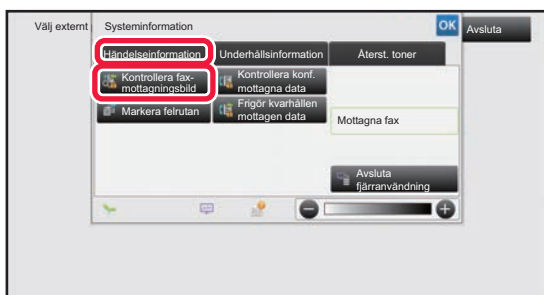 Välj externt
Systeminformation
OK
Avsluta
Händelseinformation
Underhållsinformation
Återst. toner
Kontrollera fax-
mottagningsbild
Kontrollera konf.
mottagna data
Markera felrutan
Frigör kvarhållen
mottagen data
Mottagna fax
Avsluta
fjärranvändning